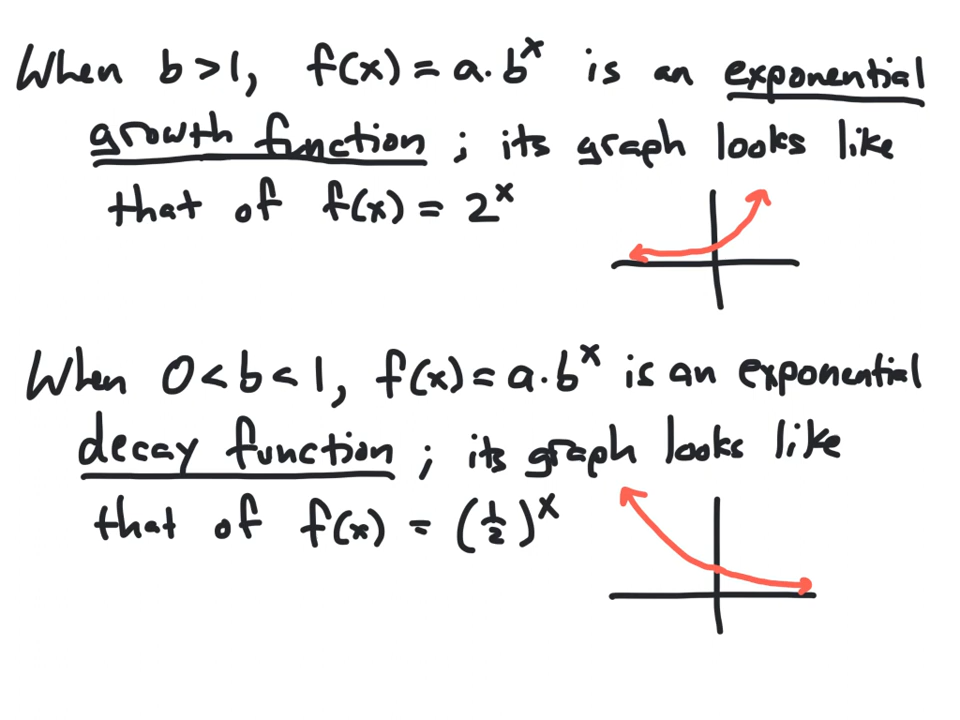 When b > 1, f(x) = a · b^x is an exponential
growth function ; its graph looks like
that of f(x) = 2^x
When 0 < b < 1, f(x) = a · b^x is an exponential
decay function ; its graph looks like
that of f(x) = (1/2)^x